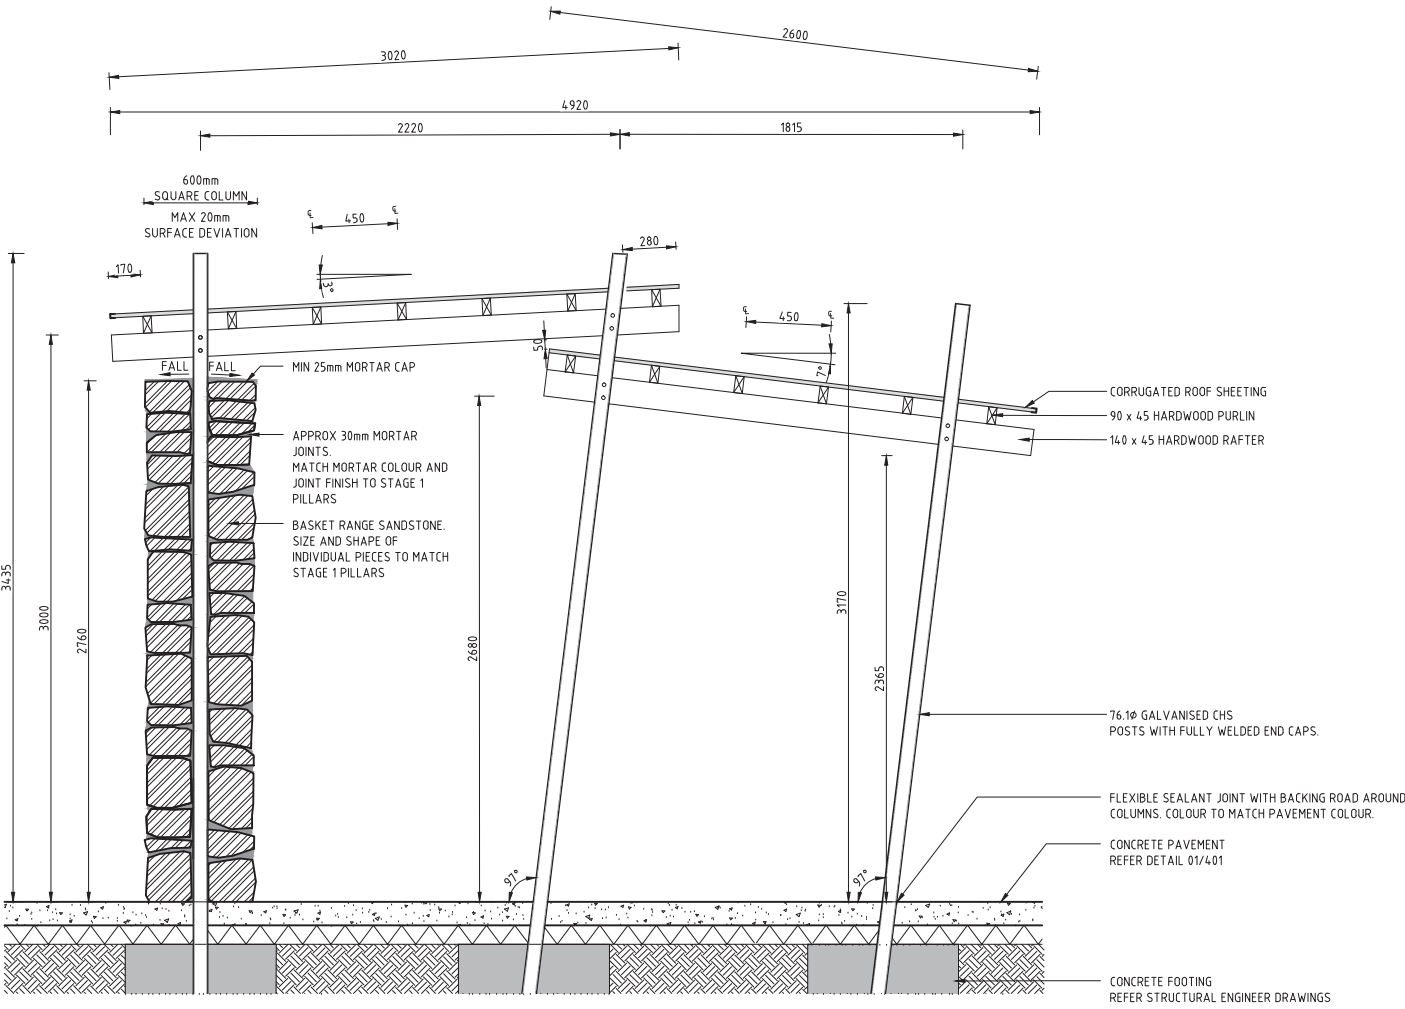 2600
3020
4920
2220
1815
600mm
SQUARE COLUMN
MAX 20mm
SURFACE DEVIATION
℄
450
℄
280
170
3°
℄
450
℄
50
7°
FALL
FALL
MIN 25mm MORTAR CAP
CORRUGATED ROOF SHEETING
90 x 45 HARDWOOD PURLIN
140 x 45 HARDWOOD RAFTER
APPROX 30mm MORTAR
JOINTS.
MATCH MORTAR COLOUR AND
JOINT FINISH TO STAGE 1
PILLARS
BASKET RANGE SANDSTONE.
SIZE AND SHAPE OF
INDIVIDUAL PIECES TO MATCH
STAGE 1 PILLARS
3435
3000
2760
2680
3170
2365
76.1ø GALVANISED CHS
POSTS WITH FULLY WELDED END CAPS.
FLEXIBLE SEALANT JOINT WITH BACKING ROAD AROUND
COLUMNS. COLOUR TO MATCH PAVEMENT COLOUR.
CONCRETE PAVEMENT
REFER DETAIL 01/401
97°
97°
CONCRETE FOOTING
REFER STRUCTURAL ENGINEER DRAWINGS